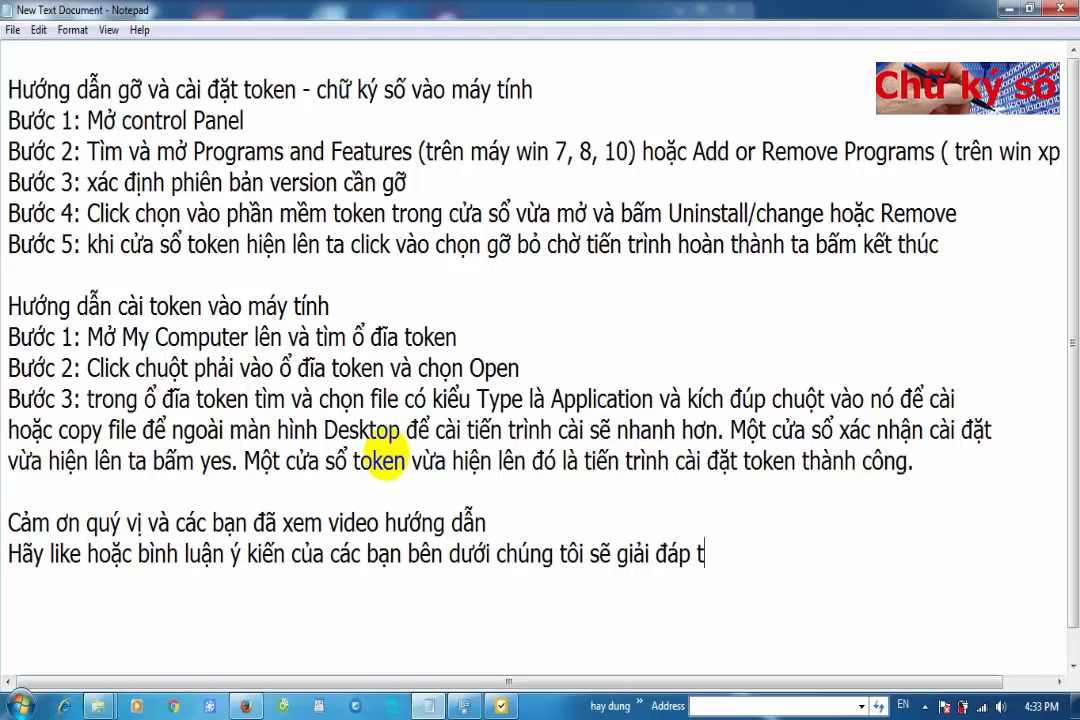 New Text Document - Notepad
File Edit Format View Help
Chữ ký số
Hướng dẫn gỡ và cài đặt token - chữ ký số vào máy tính
Bước 1: Mở control Panel
Bước 2: Tìm và mở Programs and Features (trên máy win 7, 8, 10) hoặc Add or Remove Programs ( trên win xp
Bước 3: xác định phiên bản version cần gỡ
Bước 4: Click chọn vào phần mềm token trong cửa sổ vừa mở và bấm Uninstall/change hoặc Remove
Bước 5: khi cửa sổ token hiện lên ta click vào chọn gỡ bỏ chờ tiến trình hoàn thành ta bấm kết thúc
Hướng dẫn cài token vào máy tính
Bước 1: Mở My Computer lên và tìm ổ đĩa token
Bước 2: Click chuột phải vào ổ đĩa token và chọn Open
Bước 3: trong ổ đĩa token tìm và chọn file có kiểu Type là Application và kích đúp chuột vào nó để cài
hoặc copy file để ngoài màn hình Desktop để cài tiến trình cài sẽ nhanh hơn. Một cửa sổ xác nhận cài đặt
vừa hiện lên ta bấm yes. Một cửa sổ token vừa hiện lên đó là tiến trình cài đặt token thành công.
Cảm ơn quý vị và các bạn đã xem video hướng dẫn
Hãy like hoặc bình luận ý kiến của các bạn bên dưới chúng tôi sẽ giải đáp t
hay dung » Address EN 4:33 PM